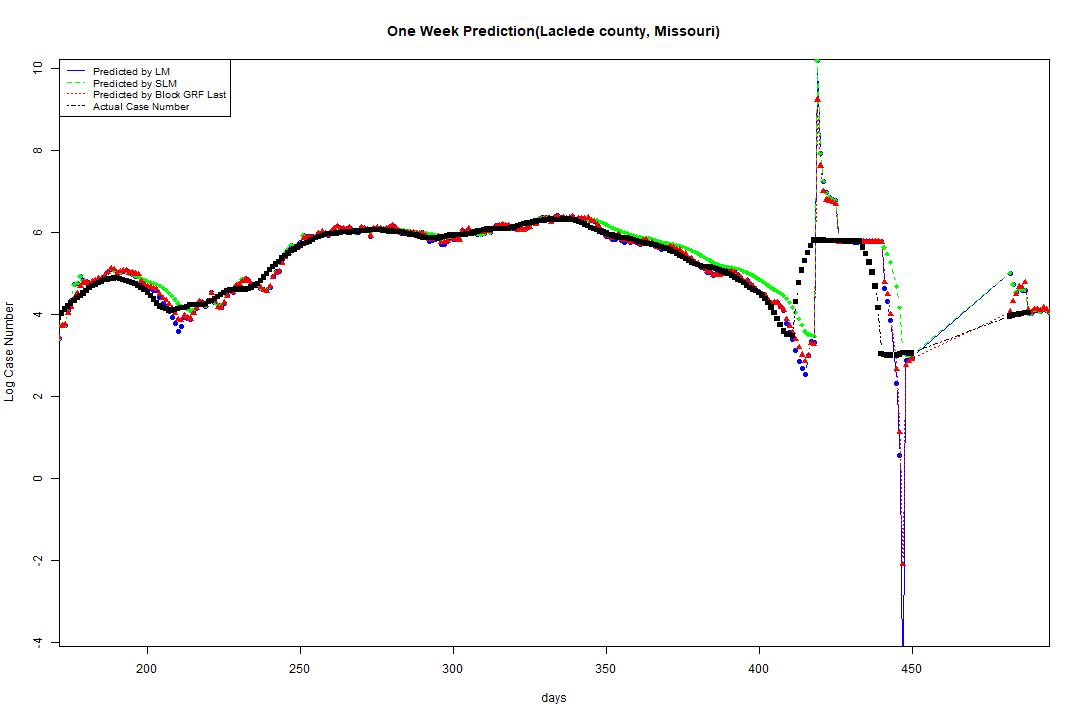 One Week Prediction(Laclede county, Missouri)
Predicted by LM
Predicted by SLM
Predicted by Block GRF Last
Actual Case Number
Log Case Number
10
8
6
4
2
0
-2
-4
200 250 300 350 400 450
days